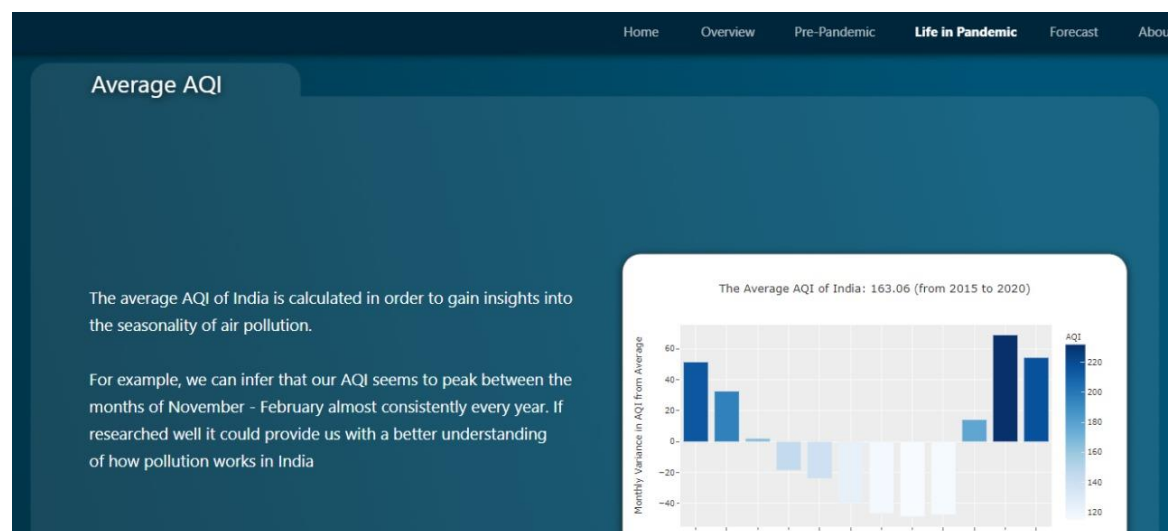 Home Overview Pre-Pandemic Life in Pandemic Forecast
Average AQI
The average AQI of India is calculated in order to gain insights into
the seasonality of air pollution.
For example, we can infer that our AQI seems to peak between the
months of November - February almost consistently every year. If
researched well it could provide us with a better understanding
of how pollution works in India
The Average AQI of India: 163.06 (from 2015 to 2020)
Monthly Variance in AQI from Average
60
40
20
0
−20
−40
AQI
220
200
180
160
140
120